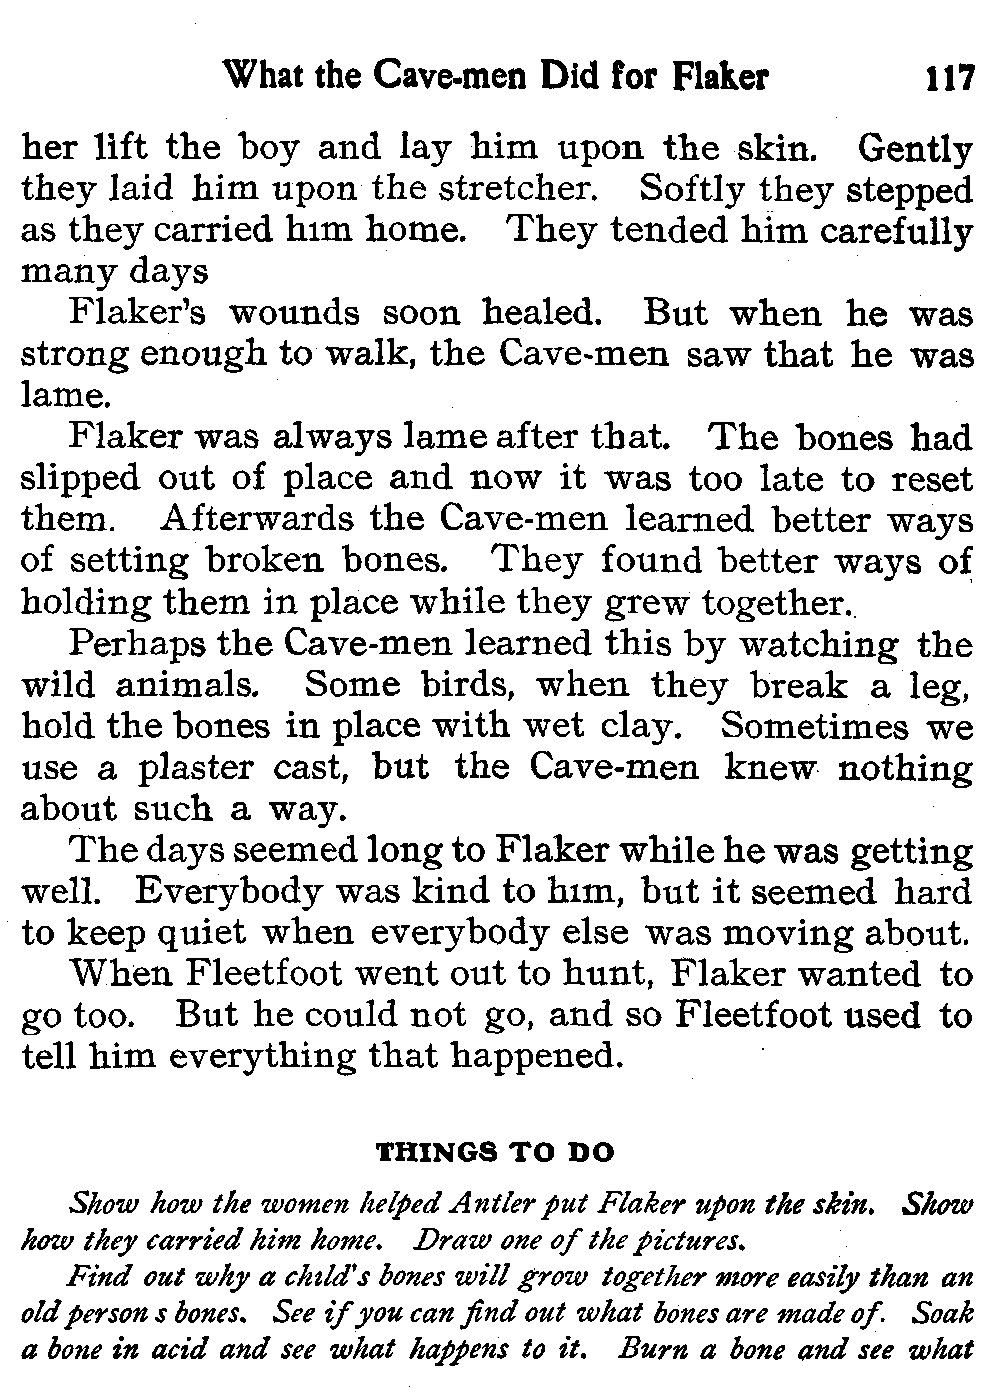 What the Cave-men Did for Flaker 117
her lift the boy and lay him upon the skin. Gently
they laid him upon the stretcher. Softly they stepped
as they carried him home. They tended him carefully
many days
Flaker's wounds soon healed. But when he was
strong enough to walk, the Cave-men saw that he was
lame.
Flaker was always lame after that. The bones had
slipped out of place and now it was too late to reset
them. Afterwards the Cave-men learned better ways
of setting broken bones. They found better ways of
holding them in place while they grew together.
Perhaps the Cave-men learned this by watching the
wild animals. Some birds, when they break a leg,
hold the bones in place with wet clay. Sometimes we
use a plaster cast, but the Cave-men knew nothing
about such a way.
The days seemed long to Flaker while he was getting
well. Everybody was kind to him, but it seemed hard
to keep quiet when everybody else was moving about.
When Fleetfoot went out to hunt, Flaker wanted to
go too. But he could not go, and so Fleetfoot used to
tell him everything that happened.
THINGS TO DO
Show how the women helped Antler put Flaker upon the skin. Show
how they carried him home. Draw one of the pictures.
Find out why a child's bones will grow together more easily than an
old person s bones. See if you can find out what bones are made of. Soak
a bone in acid and see what happens to it. Burn a bone and see what